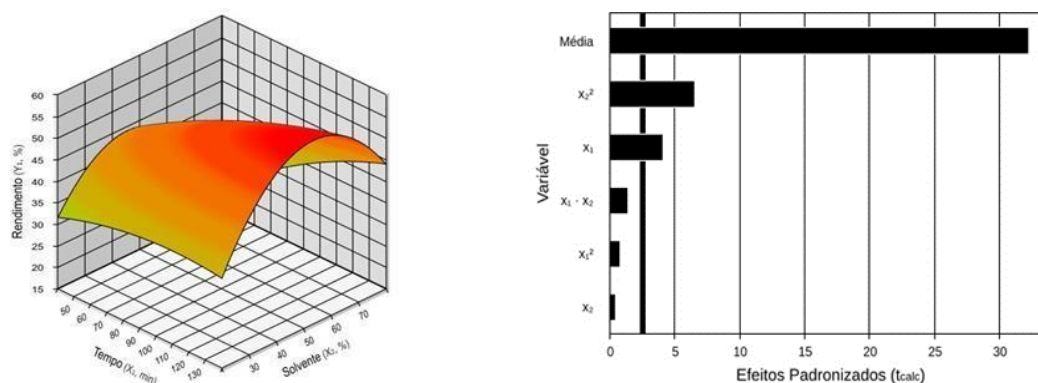 60
55
50
45
40
35
30
25
20
15
Rendimento (Y₁, %)
50
60
70
80
90
100
110
120
130
Tempo (X₁, min)
30
40
50
60
70
Solvente (X₂, %)
Média
x₂²
x₁
x₁ · x₂
x₁²
x₂
Variável
0 5 10 15 20 25 30
Efeitos Padronizados (tcalc)